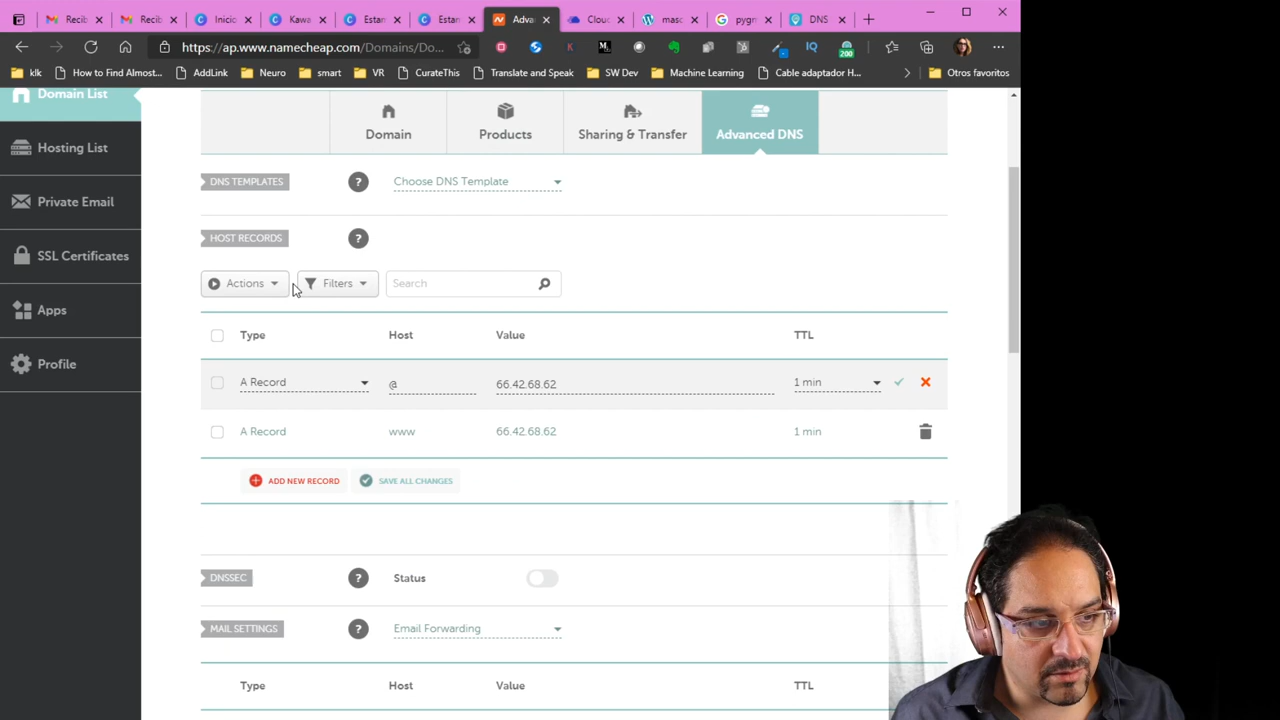 Recib
Recib
Inicio
Kawa
Estan
Estan
Adva
Clouc
masc
pygm
DNS
https://ap.www.namecheap.com/Domains/Do...
200
klk
How to Find Almost...
AddLink
Neuro
smart
VR
CurateThis
Translate and Speak
SW Dev
Machine Learning
Cable adaptador H...
Otros favoritos
Domain List
Hosting List
Private Email
SSL Certificates
Apps
Profile
Domain
Products
Sharing & Transfer
Advanced DNS
DNS TEMPLATES
?
Choose DNS Template
HOST RECORDS
?
Actions
Filters
Search
Type Host Value TTL
A Record @ 66.42.68.62 1 min
A Record www 66.42.68.62 1 min
ADD NEW RECORD
SAVE ALL CHANGES
DNSSEC
?
Status
MAIL SETTINGS
?
Email Forwarding
Type Host Value TTL